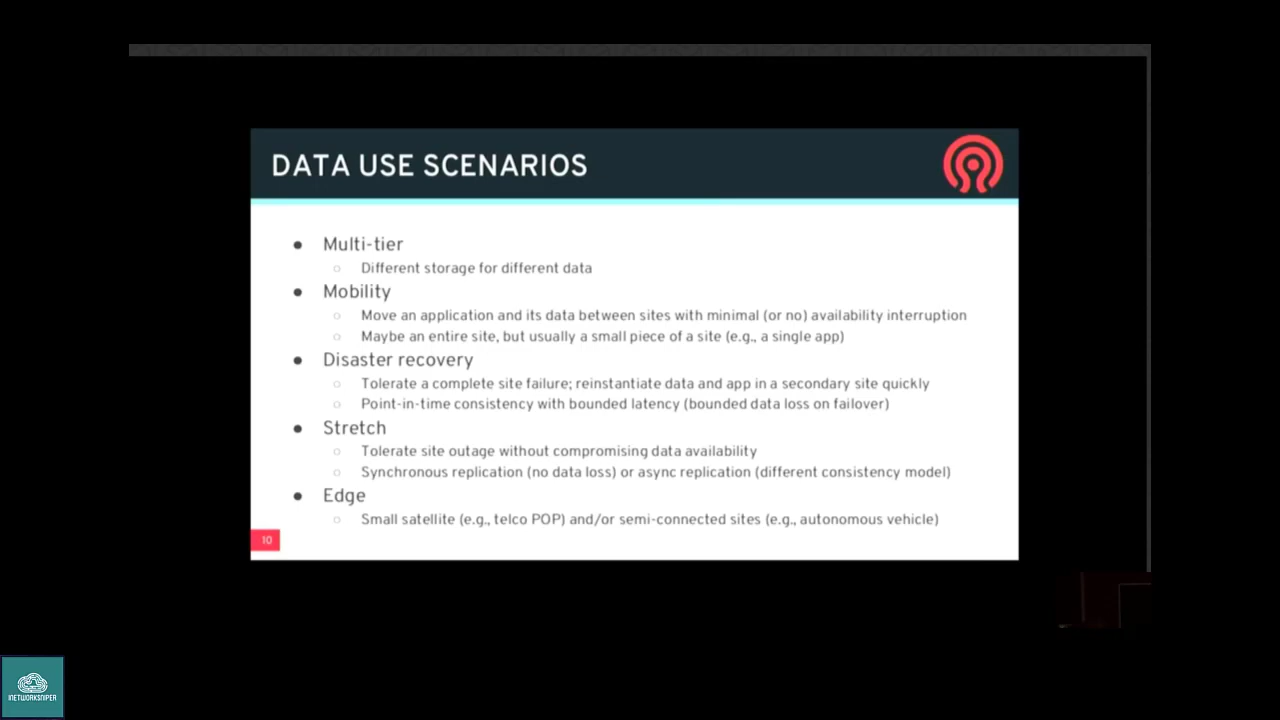 DATA USE SCENARIOS
● Multi-tier
○ Different storage for different data
● Mobility
○ Move an application and its data between sites with minimal (or no) availability interruption
○ Maybe an entire site, but usually a small piece of a site (e.g., a single app)
● Disaster recovery
○ Tolerate a complete site failure; reinstantiate data and app in a secondary site quickly
○ Point-in-time consistency with bounded latency (bounded data loss on failover)
● Stretch
○ Tolerate site outage without compromising data availability
○ Synchronous replication (no data loss) or async replication (different consistency model)
● Edge
○ Small satellite (e.g., telco POP) and/or semi-connected sites (e.g., autonomous vehicle)
10
INETWORKSNIPER